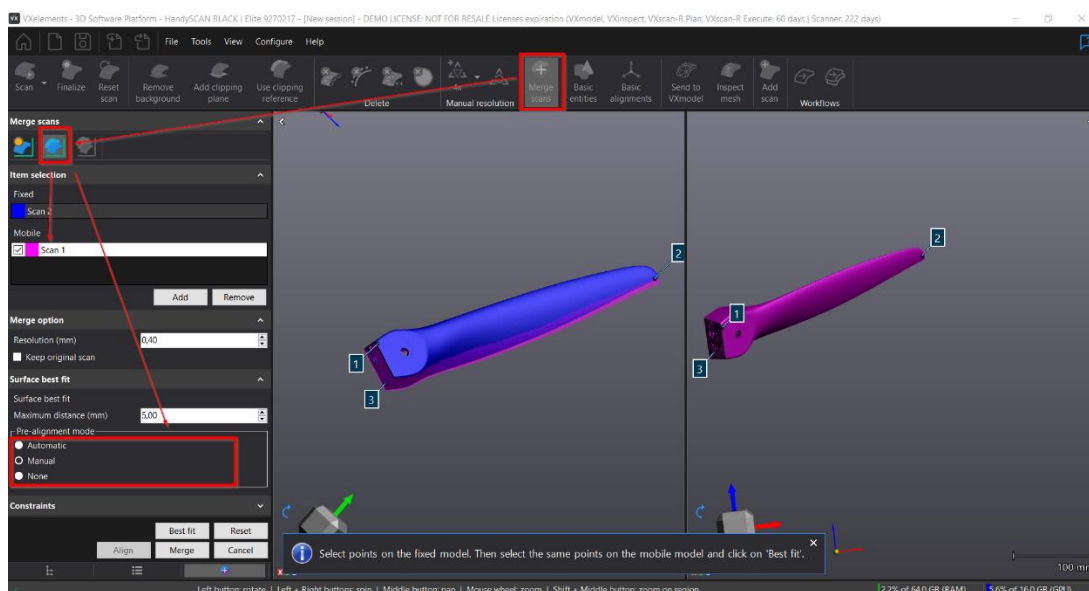 VXelements - 3D Software Platform - HandySCAN BLACK | Elite 9270217 - [New session] - DEMO LICENSE: NOT FOR RESALE Licenses expiration (VXmodel, VXinspect, VXscan-R Plan, VXscan-R Execute: 60 days | Scanner: 222 days)
File Tools View Configure Help
Scan Finalize Reset scan Remove background Add clipping plane Use clipping reference Merge scans Basic entities Basic alignments Send to VXmodel Inspect mesh Add scan
Delete Manual resolution Workflows
Merge scans
Item selection
Fixed
Scan 2
Mobile
Scan 1
Add Remove
Merge option
Resolution (mm) 0,40
Keep original scan
Surface best fit
Surface best fit
Maximum distance (mm) 5,00
Pre-alignment mode
Automatic
Manual
None
Constraints
Best fit Reset
Align Merge Cancel
2
1
3
2
1
3
Select points on the fixed model. Then select the same points on the mobile model and click on 'Best fit'.
100 mm
Left button: rotate | Left + Right buttons: spin | Middle button: pan | Mouse wheel: zoom | Shift + Middle button: zoom on region
2.2% of 64.0 GB (RAM) 5.6% of 16.0 GB (GPU)